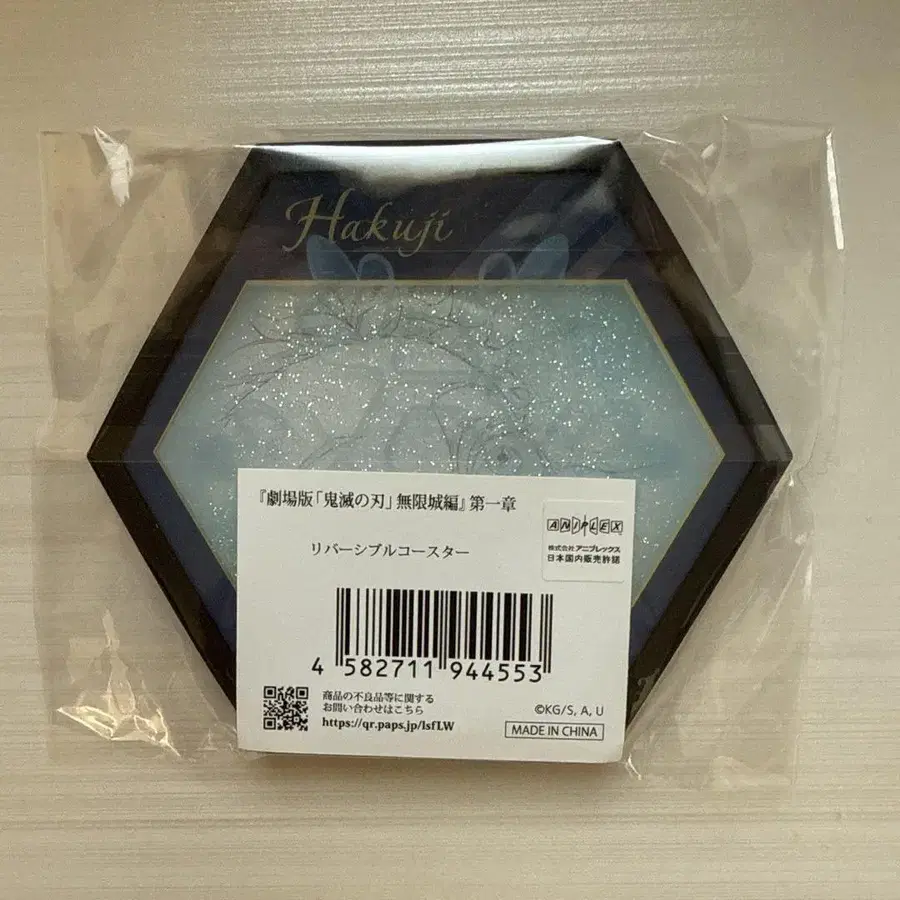 Hakuji
『劇場版「鬼滅の刃」無限城編』第一章
ANIPLEX
株式会社アニプレックス
日本国内販売許諾
リバーシブルコースター
4 582711 944553
商品の不良品等に関する
お問い合わせはこちら
https://qr.paps.jp/lsfLW
©KG/S, A, U
MADE IN CHINA